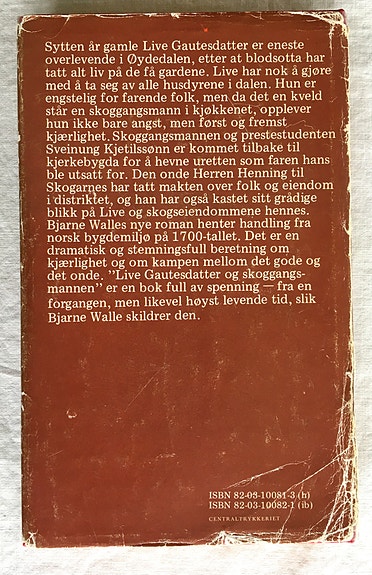 Sytten år gamle Live Gautesdatter er eneste
overlevende i Øydedalen, etter at blodsotta har
tatt alt liv på de få gardene. Live har nok å gjøre
med å ta seg av alle husdyrene i dalen. Hun er
engstelig for farende folk, men da det en kveld
står en skoggangsmann i kjøkkenet, opplever
hun ikke bare angst, men først og fremst
kjærlighet. Skoggangsmannen og prestestudenten
Sveinung Kjetilssønn er kommet tilbake til
kjerkebygda for å hevne uretten som faren hans
ble utsatt for. Den onde Herren Henning til
Skogarnes har tatt makten over folk og eiendom
i distriktet, og han har også kastet sitt grådige
blikk på Live og skogseiendommene hennes.
Bjarne Walles nye roman henter handling fra
norsk bygdemiljø på 1700-tallet. Det er en
dramatisk og stemningsfull beretning om
kjærlighet og om kampen mellom det gode og
det onde. ”Live Gautesdatter og skoggangs-
mannen” er en bok full av spenning — fra en
forgangen, men likevel høyst levende tid, slik
Bjarne Walle skildrer den.
ISBN 82-03-10081-3 (h)
ISBN 82-03-10082-1 (ib)
CENTRALTRYKKERIET